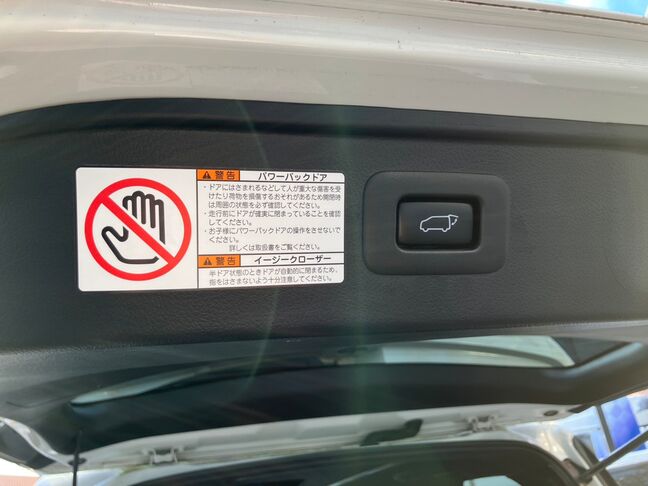 警告 パワーバックドア
・ドアにはさまれるなどして人が重大な傷害を受
けたり荷物を損傷するおそれがあるため開閉時
は周囲の状態を必ず確認してください。
・走行前にドアが確実に閉まっていることを確認
してください。
・お子様にパワーバックドアの操作をさせないで
ください。
詳しくは取扱書をご覧ください。
警告 イージークローザー
半ドア状態のときドアが自動的に閉まるため、
指をはさまないよう十分注意してください。